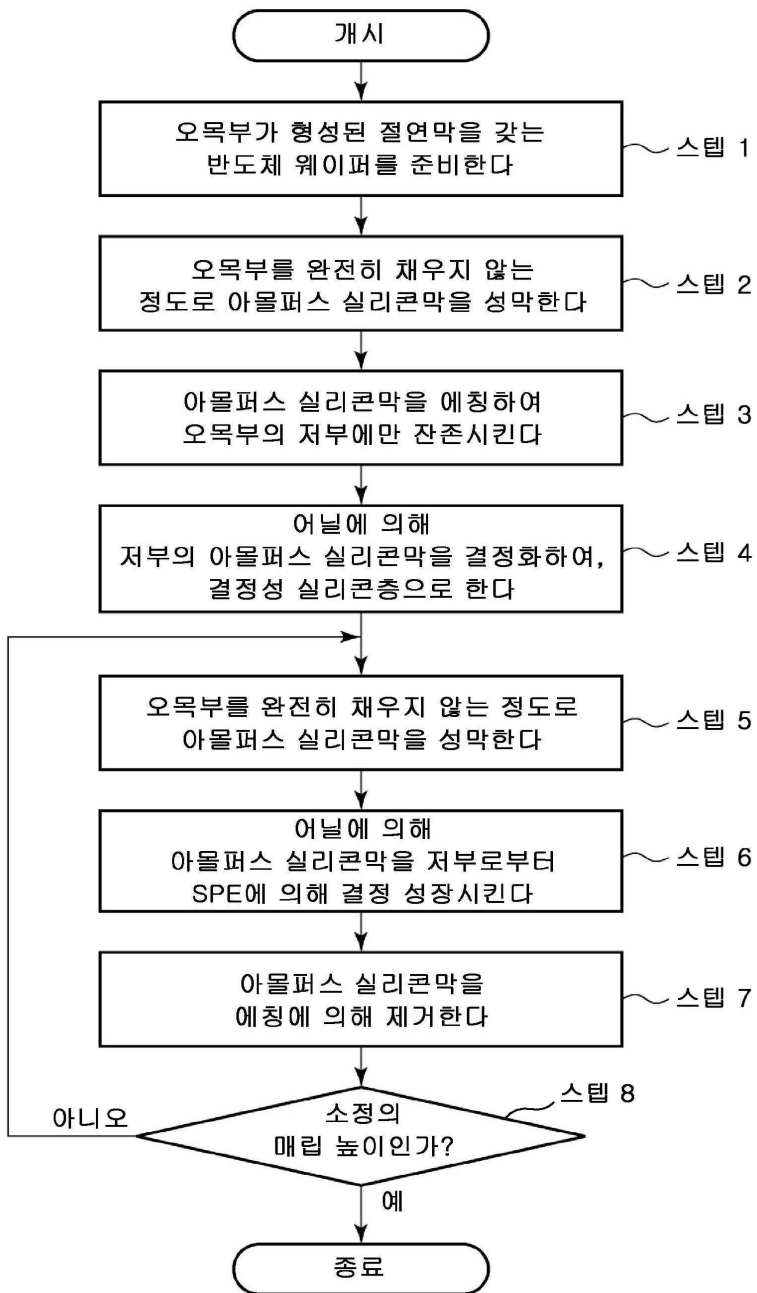 개시
오목부가 형성된 절연막을 갖는
반도체 웨이퍼를 준비한다
스텝 1
오목부를 완전히 채우지 않는
정도로 아몰퍼스 실리콘막을 성막한다
스텝 2
아몰퍼스 실리콘막을 에칭하여
오목부의 저부에만 잔존시킨다
스텝 3
어닐에 의해
저부의 아몰퍼스 실리콘막을 결정화하여,
결정성 실리콘층으로 한다
스텝 4
오목부를 완전히 채우지 않는 정도로
아몰퍼스 실리콘막을 성막한다
스텝 5
어닐에 의해
아몰퍼스 실리콘막을 저부로부터
SPE에 의해 결정 성장시킨다
스텝 6
아몰퍼스 실리콘막을
에칭에 의해 제거한다
스텝 7
소정의
매립 높이인가?
스텝 8
아니오
예
종료